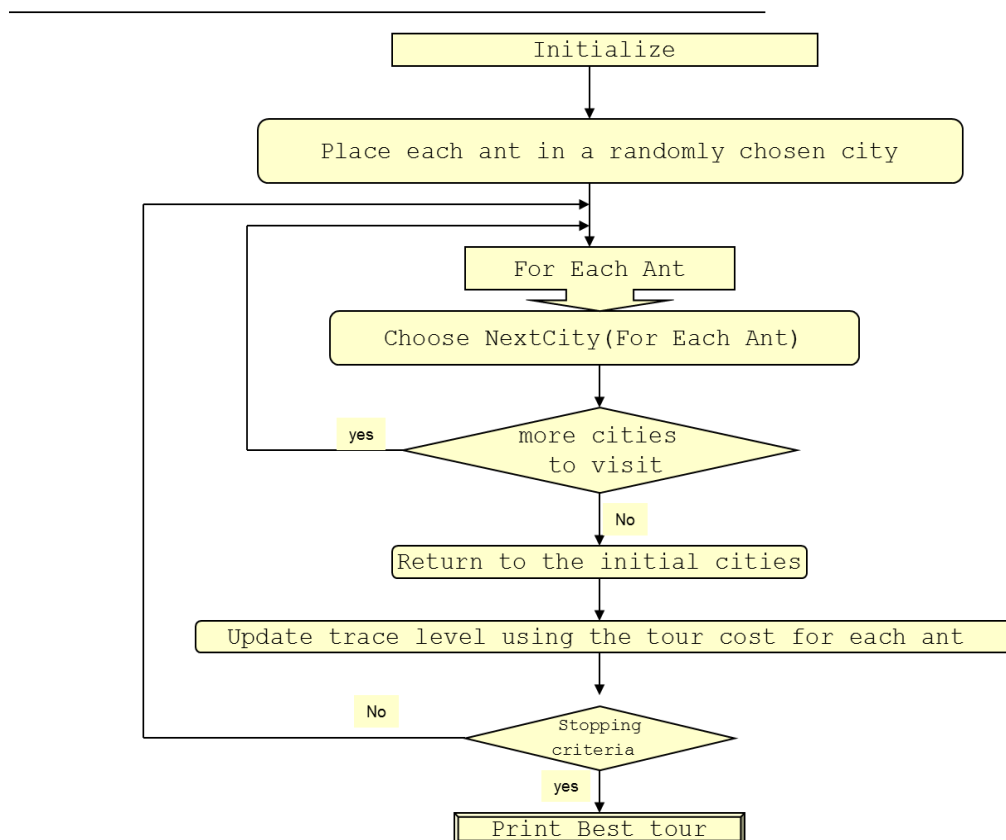 Initialize
Place each ant in a randomly chosen city
For Each Ant
Choose NextCity(For Each Ant)
yes
more cities
to visit
No
Return to the initial cities
Update trace level using the tour cost for each ant
No
Stopping
criteria
yes
Print Best tour